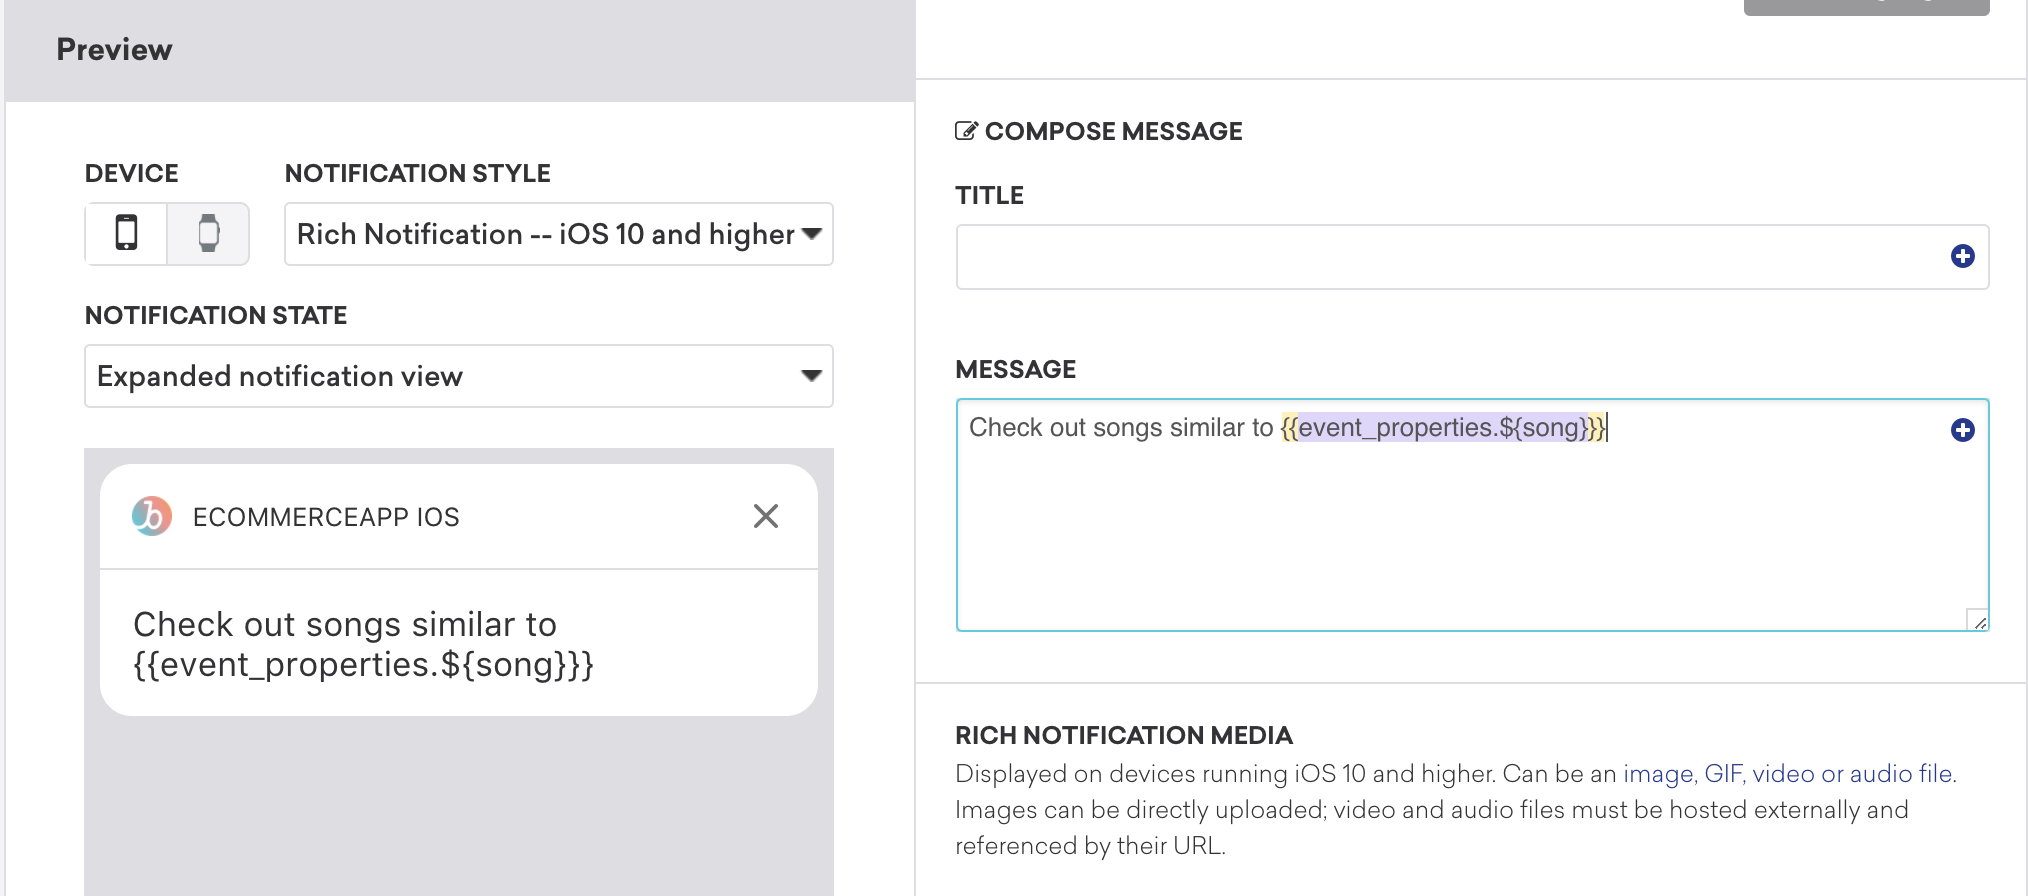 Preview
DEVICE
NOTIFICATION STYLE
Rich Notification -- iOS 10 and higher
NOTIFICATION STATE
Expanded notification view
ECOMMERCEAPP IOS
Check out songs similar to
{{event_properties.${song}}}
COMPOSE MESSAGE
TITLE
MESSAGE
Check out songs similar to {{event_properties.${song}}}
RICH NOTIFICATION MEDIA
Displayed on devices running iOS 10 and higher. Can be an image, GIF, video or audio file.
Images can be directly uploaded; video and audio files must be hosted externally and
referenced by their URL.